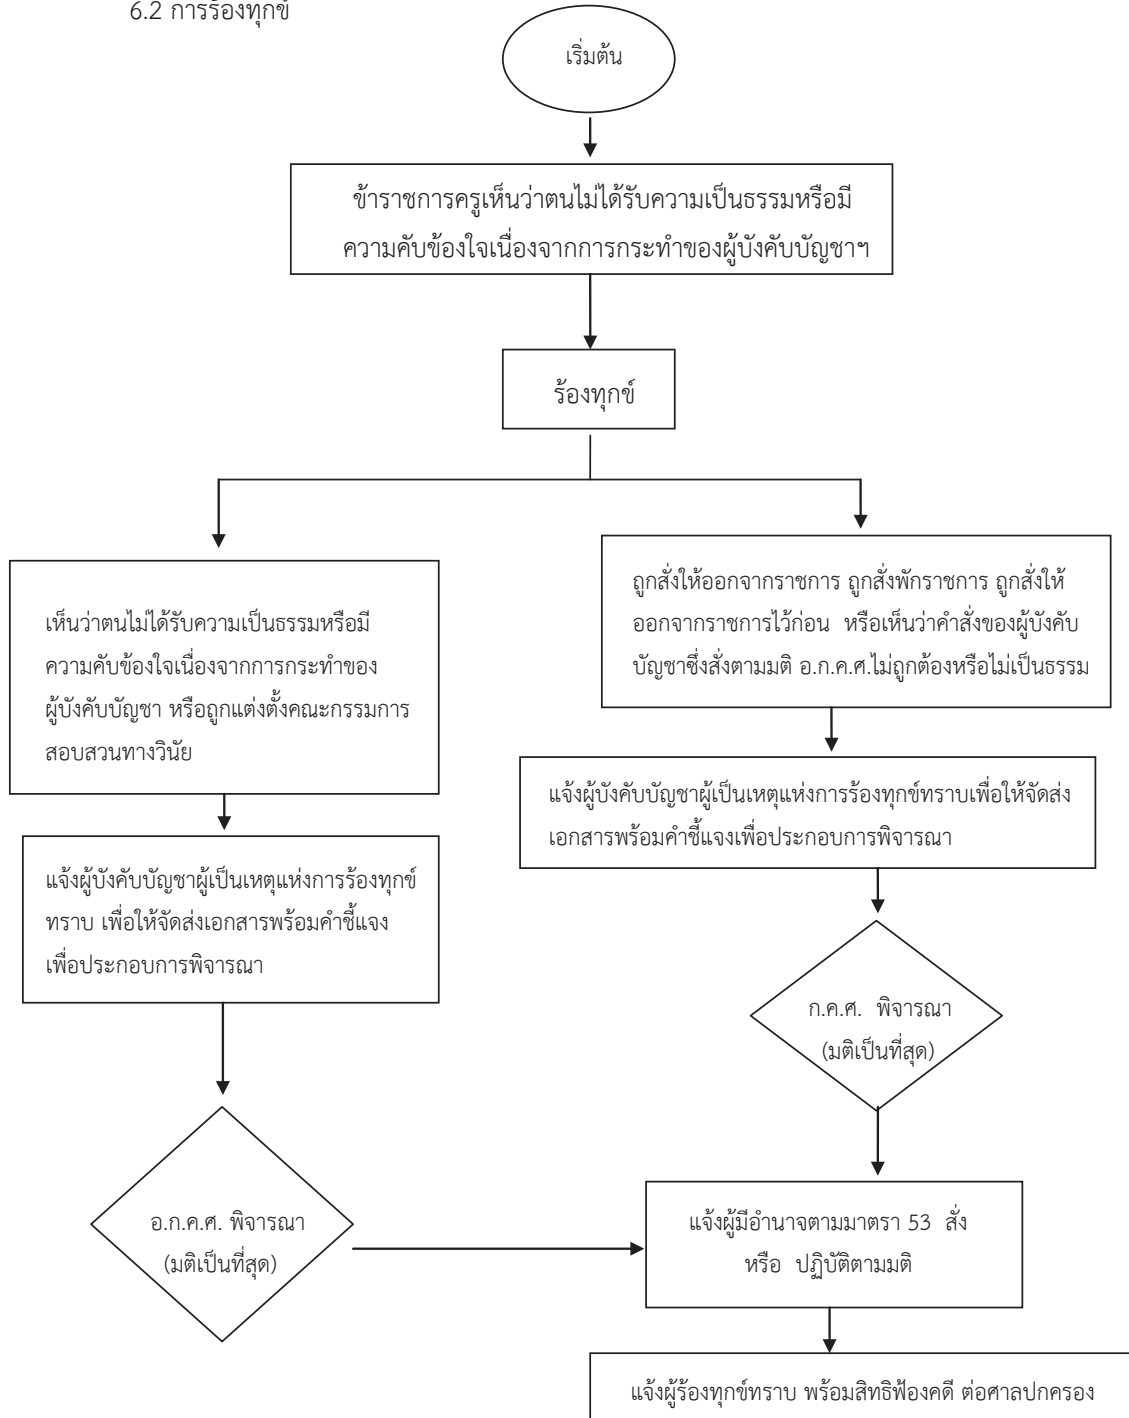 6.2 การร้องทุกข์
เริ่มต้น
ข้าราชการครูเห็นว่าตนไม่ได้รับความเป็นธรรมหรือมี
ความคับข้องใจเนื่องจากการกระทำของผู้บังคับบัญชาฯ
ร้องทุกข์
เห็นว่าตนไม่ได้รับความเป็นธรรมหรือมี
ความคับข้องใจเนื่องจากการกระทำของ
ผู้บังคับบัญชา หรือถูกแต่งตั้งคณะกรรมการ
สอบสวนทางวินัย
แจ้งผู้บังคับบัญชาผู้เป็นเหตุแห่งการร้องทุกข์
ทราบ เพื่อให้จัดส่งเอกสารพร้อมคำชี้แจง
เพื่อประกอบการพิจารณา
อ.ก.ค.ศ. พิจารณา
(มติเป็นที่สุด)
ถูกสั่งให้ออกจากราชการ ถูกสั่งพักราชการ ถูกสั่งให้
ออกจากราชการไว้ก่อน หรือเห็นว่าคำสั่งของผู้บังคับ
บัญชาซึ่งสั่งตามมติ อ.ก.ค.ศ.ไม่ถูกต้องหรือไม่เป็นธรรม
แจ้งผู้บังคับบัญชาผู้เป็นเหตุแห่งการร้องทุกข์ทราบเพื่อให้จัดส่ง
เอกสารพร้อมคำชี้แจงเพื่อประกอบการพิจารณา
ก.ค.ศ. พิจารณา
(มติเป็นที่สุด)
แจ้งผู้มีอำนาจตามมาตรา 53 สั่ง
หรือ ปฏิบัติตามมติ
แจ้งผู้ร้องทุกข์ทราบ พร้อมสิทธิฟ้องคดี ต่อศาลปกครอง